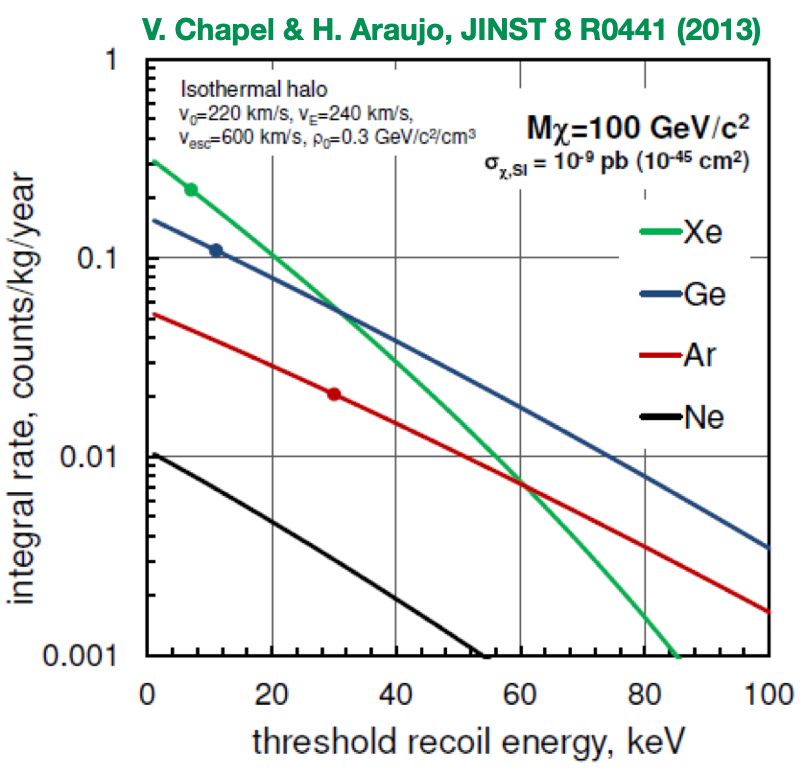 V. Chapel & H. Araujo, JINST 8 R0441 (2013)
Isothermal halo
v₀=220 km/s, v_E=240 km/s,
v_esc=600 km/s, ρ₀=0.3 GeV/c²/cm³
Mχ=100 GeV/c²
σ_χ,SI = 10⁻⁹ pb (10⁻⁴⁵ cm²)
Xe
Ge
Ar
Ne
integral rate, counts/kg/year
1
0.1
0.01
0.001
0 20 40 60 80 100
threshold recoil energy, keV